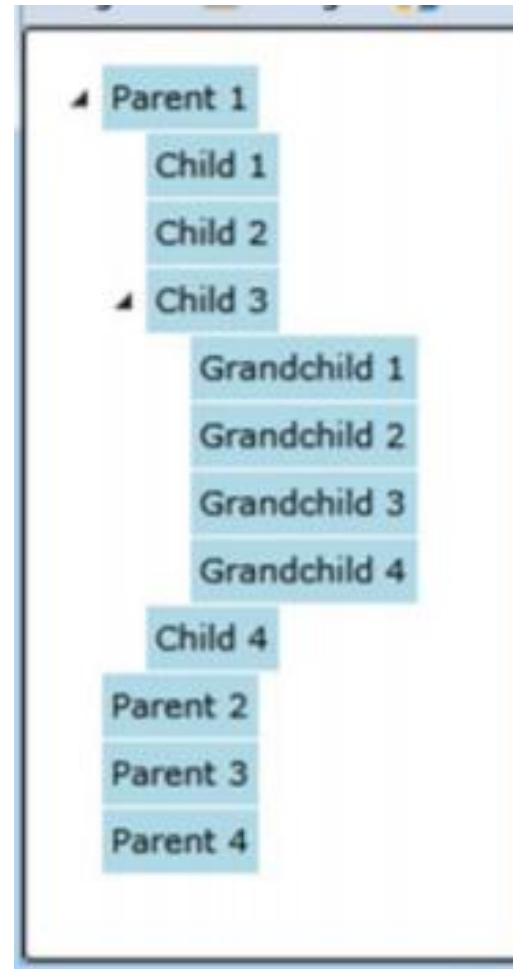 Parent 1
Child 1
Child 2
Child 3
Grandchild 1
Grandchild 2
Grandchild 3
Grandchild 4
Child 4
Parent 2
Parent 3
Parent 4